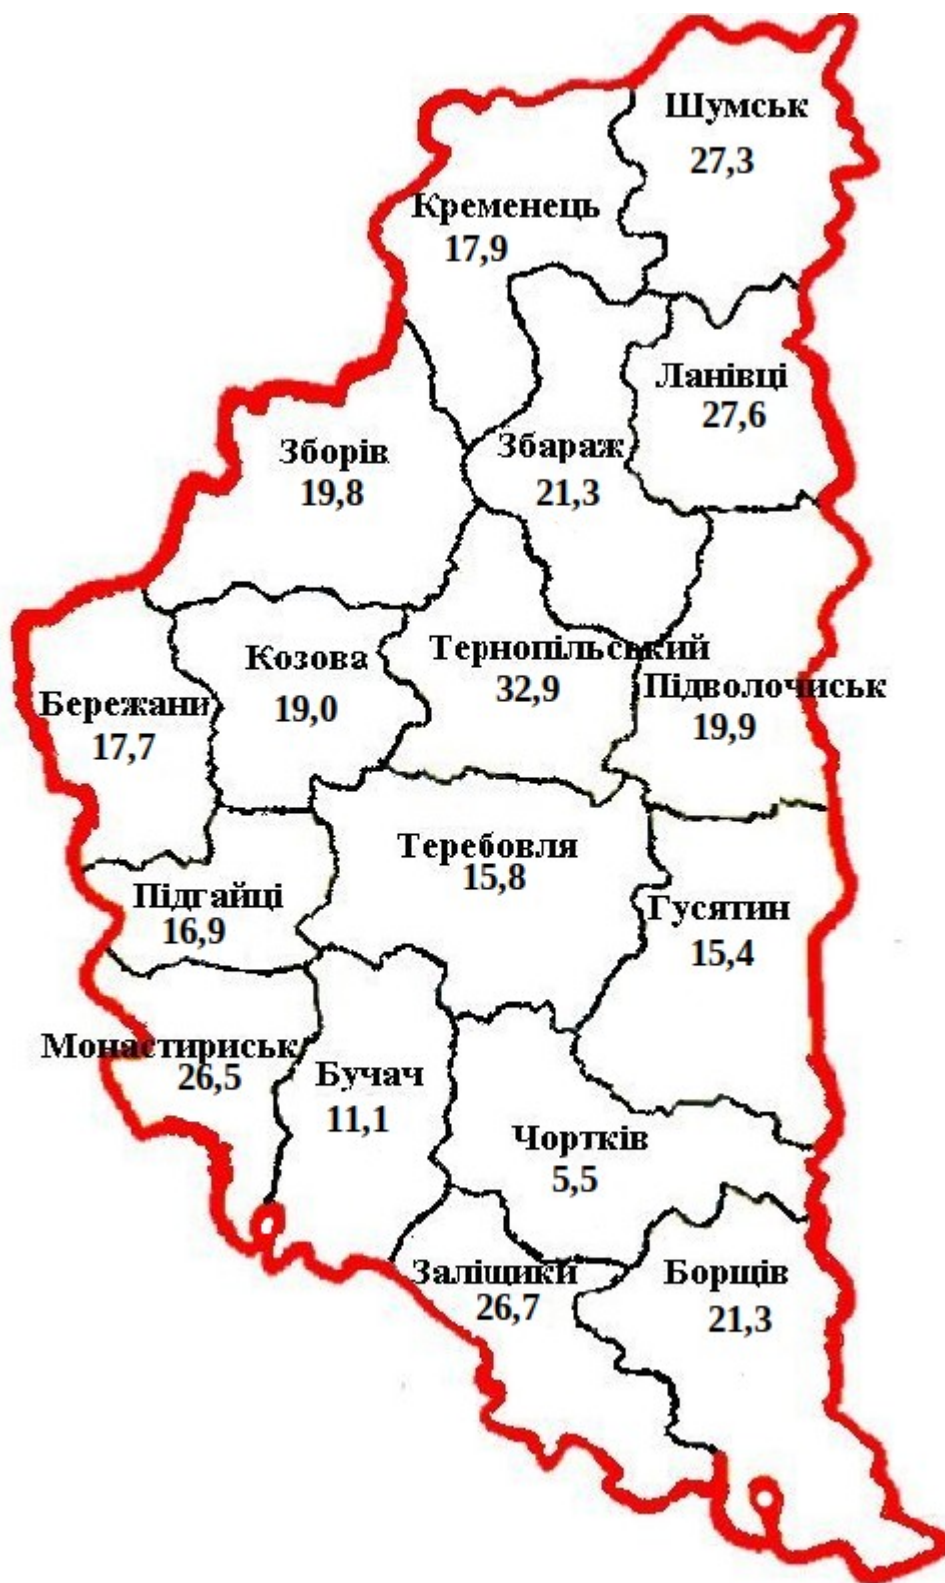 Шумськ
27,3
Кременець
17,9
Ланівці
27,6
Зборів
19,8
Збараж
21,3
Козова
19,0
Тернопільський
32,9
Бережани
17,7
Підволочиськ
19,9
Теребовля
15,8
Підгайці
16,9
Гусятин
15,4
Монастириськ
26,5
Бучач
11,1
Чортків
5,5
Заліщики
26,7
Борщів
21,3